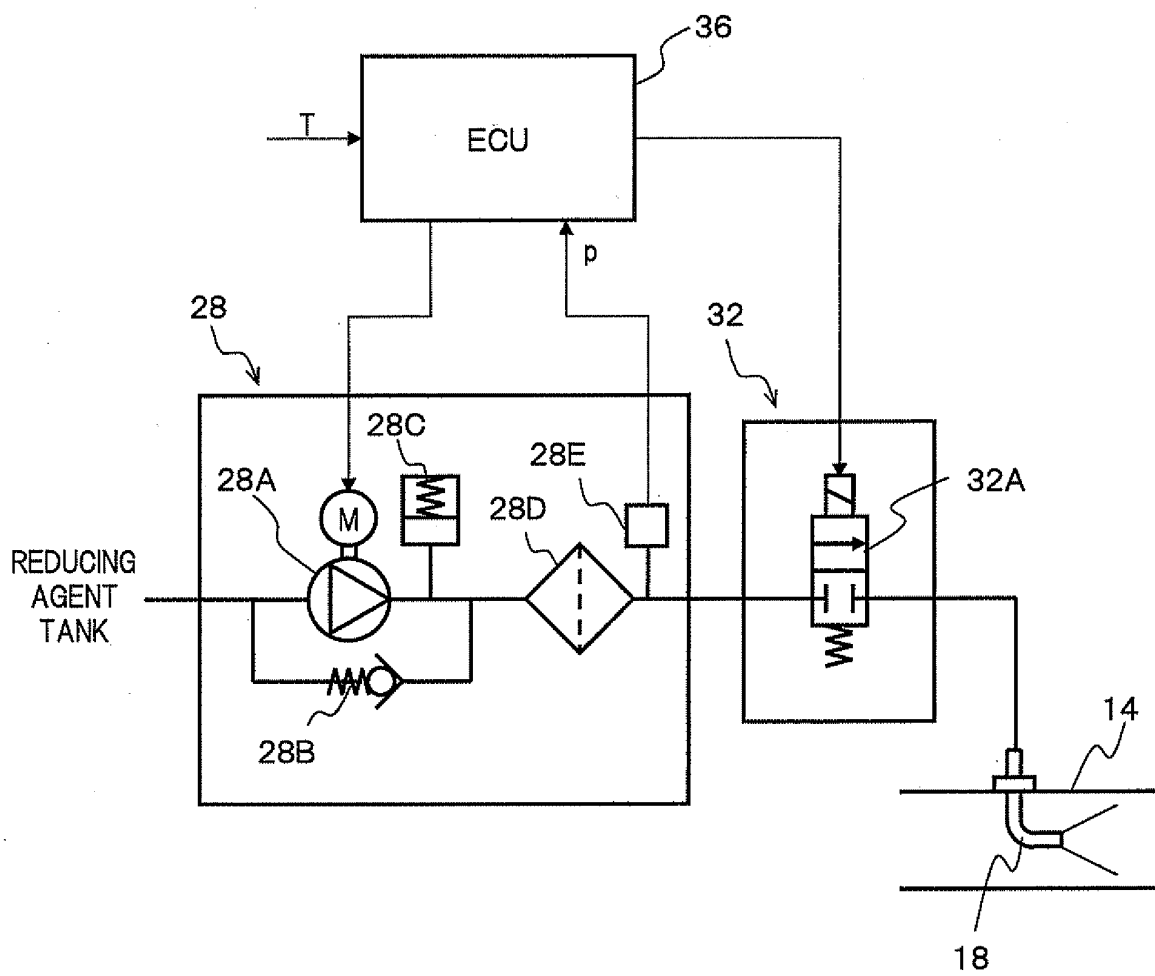 36
T
ECU
p
28
32
28C
28A
28E
32A
28D
M
REDUCING
AGENT
TANK
28B
14
18